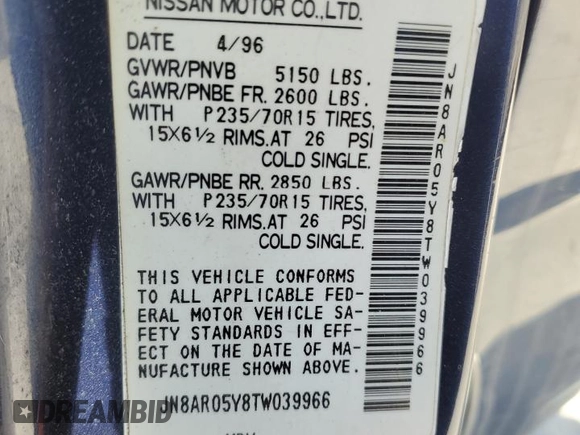 NISSAN MOTOR CO.,LTD.
DATE 4/96
GVWR/PNVB 5150 LBS.
GAWR/PNBE FR. 2600 LBS.
WITH P235/70R15 TIRES,
15X6½ RIMS.AT 26 PSI
COLD SINGLE.
GAWR/PNBE RR. 2850 LBS.
WITH P235/70R15 TIRES,
15X6½ RIMS.AT 26 PSI
COLD SINGLE.
THIS VEHICLE CONFORMS
TO ALL APPLICABLE FED-
ERAL MOTOR VEHICLE SA-
FETY STANDARDS IN EFF-
ECT ON THE DATE OF MA-
NUFACTURE SHOWN ABOVE.
JN8AR05Y8TW039966
JN8AR05Y8TW039966
AUTOHELPERBOT.COM